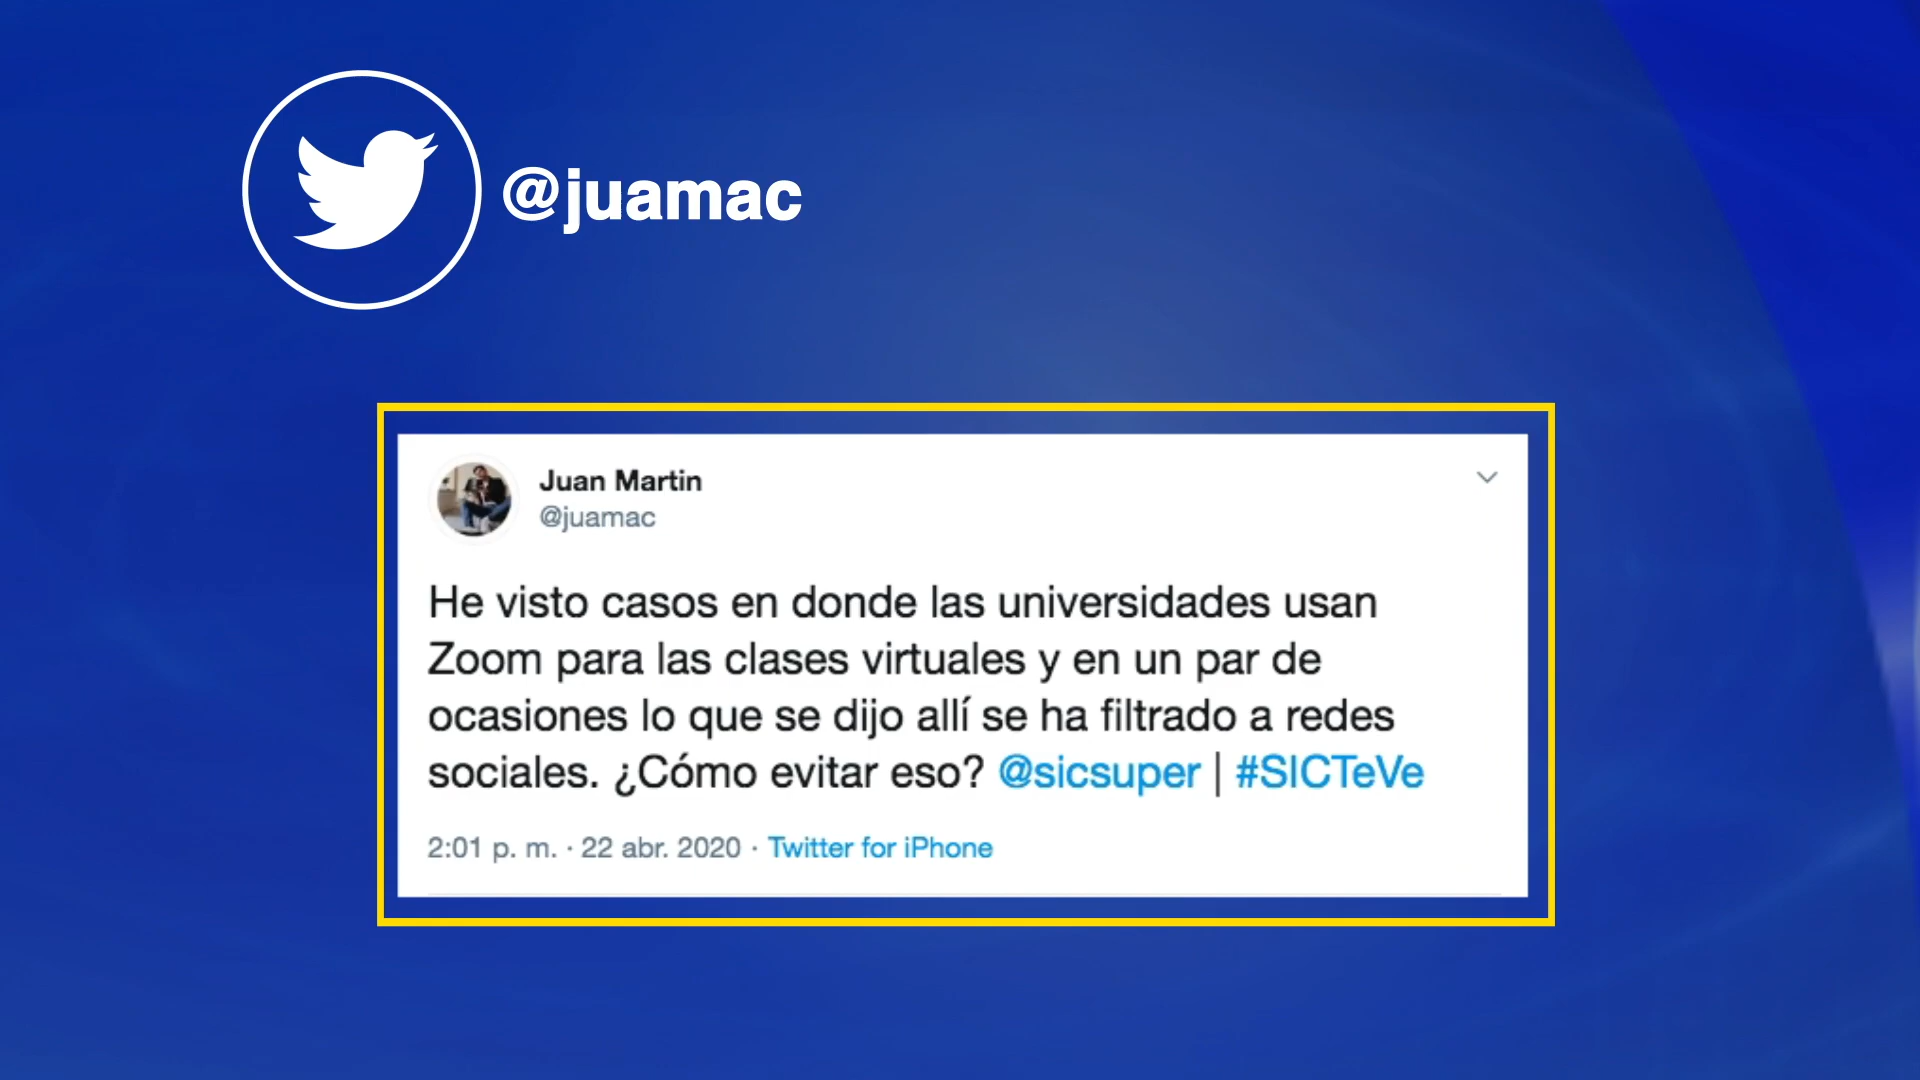 @juamac
Juan Martin
@juamac
He visto casos en donde las universidades usan
Zoom para las clases virtuales y en un par de
ocasiones lo que se dijo allí se ha filtrado a redes
sociales. ¿Cómo evitar eso? @sicsuper | #SICTeVe
2:01 p. m. · 22 abr. 2020 · Twitter for iPhone